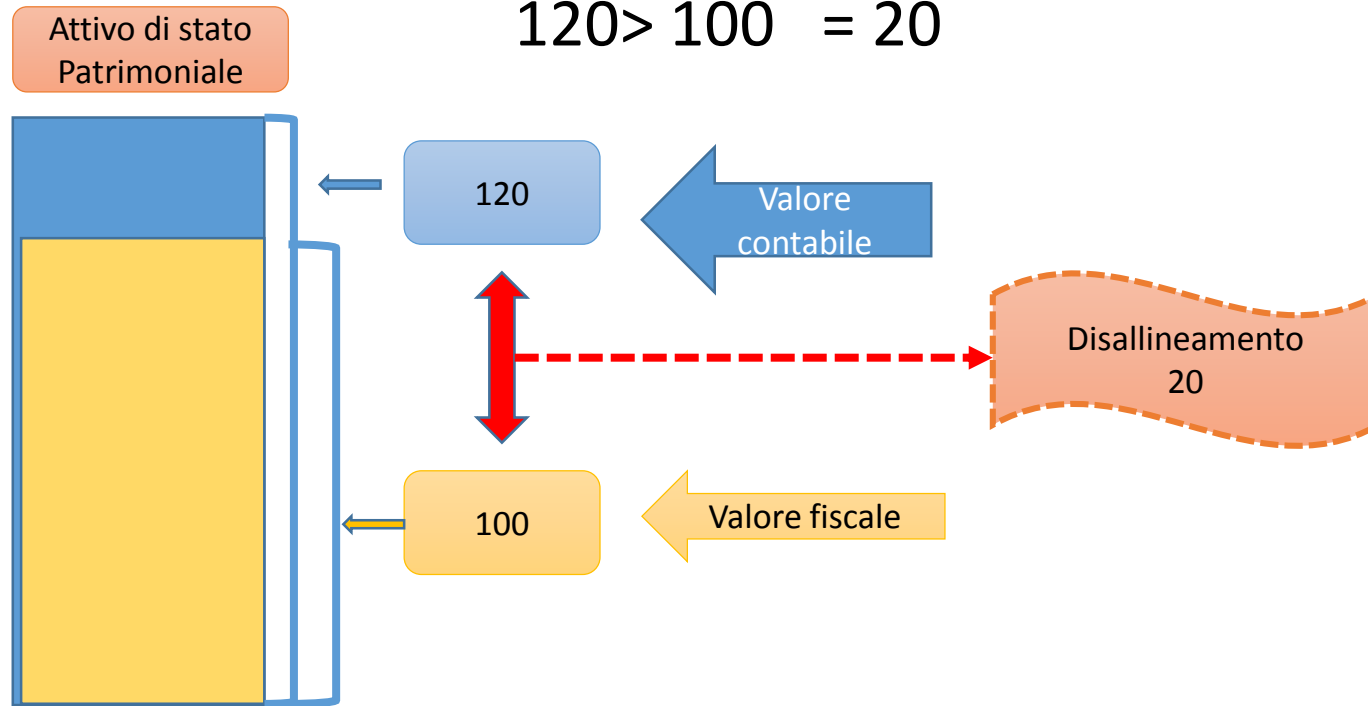 120> 100 = 20
Attivo di stato
Patrimoniale
120
Valore
contabile
Disallineamento
20
100
Valore fiscale